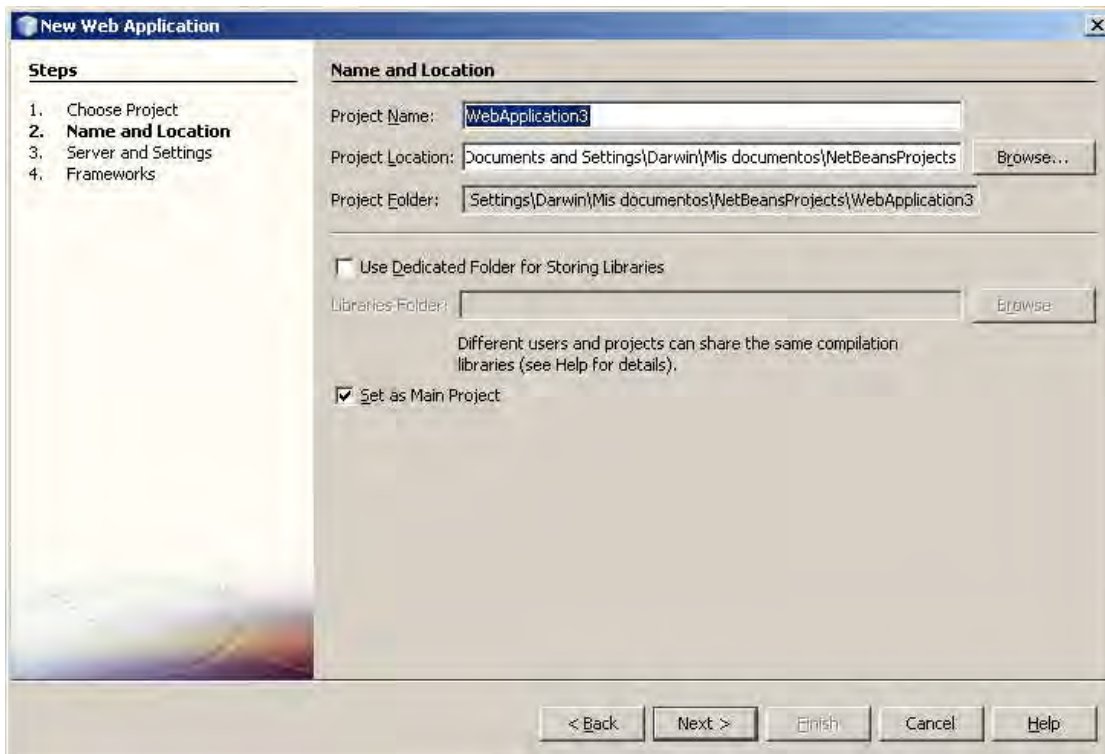 New Web Application
Steps
1. Choose Project
2. Name and Location
3. Server and Settings
4. Frameworks
Name and Location
Project Name: WebApplication3
Project Location: Documents and Settings\Darwin\Mis documentos\NetBeansProjects Browse...
Project Folder: Settings\Darwin\Mis documentos\NetBeansProjects\WebApplication3
Use Dedicated Folder for Storing Libraries
Libraries Folder: Browse
Different users and projects can share the same compilation
libraries (see Help for details).
Set as Main Project
< Back Next > Finish Cancel Help